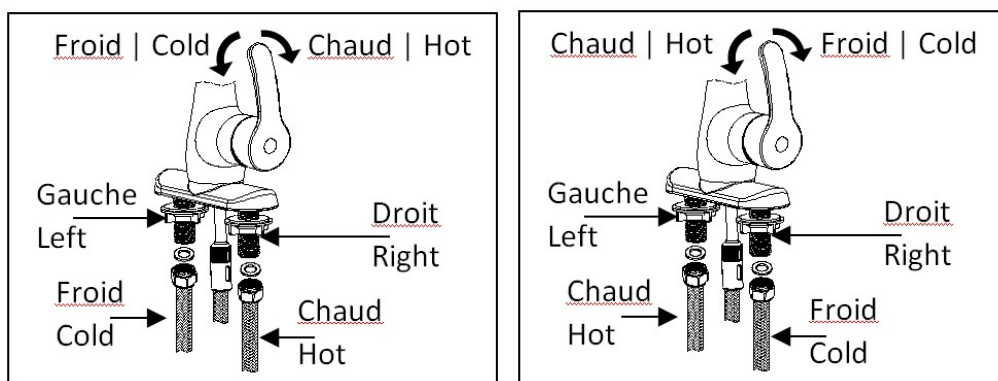 Froid | Cold
Chaud | Hot
Gauche
Left
Droit
Right
Froid
Cold
Chaud
Hot
Chaud | Hot
Froid | Cold
Gauche
Left
Droit
Right
Chaud
Hot
Froid
Cold